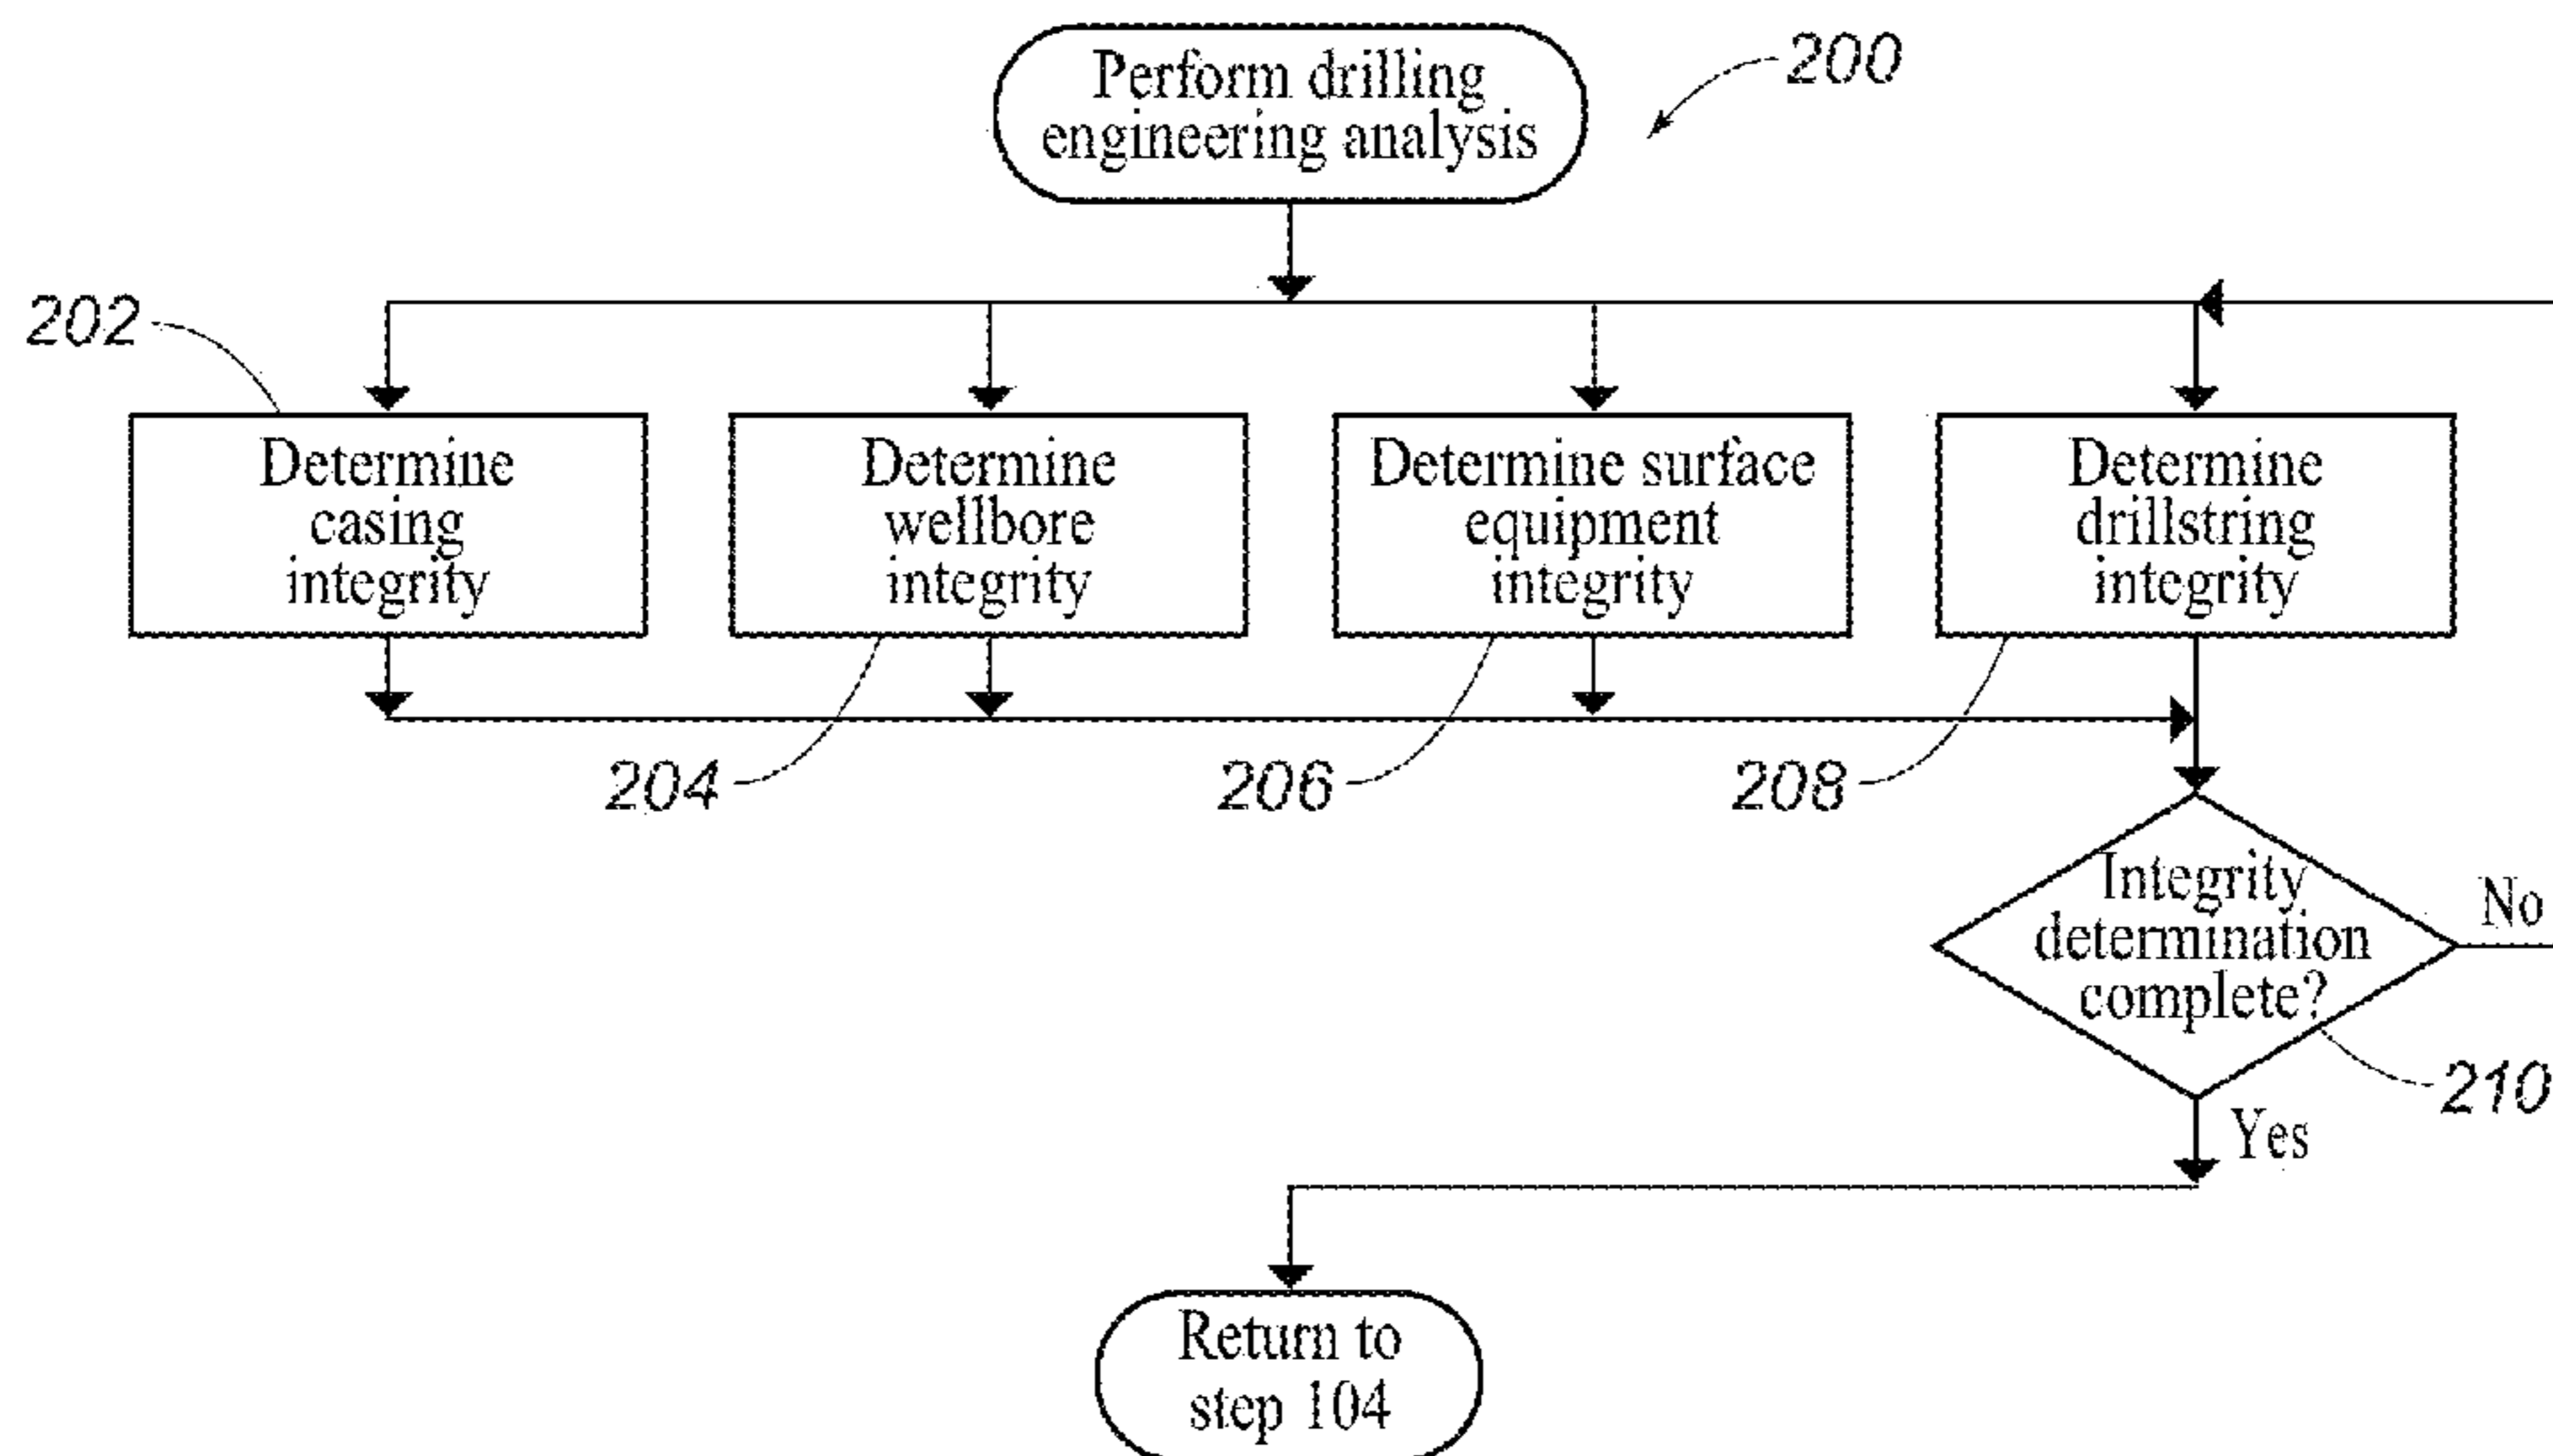 Perform drilling
engineering analysis
200
202
Determine
casing
integrity
Determine
wellbore
integrity
Determine surface
equipment
integrity
Determine
drillstring
integrity
204
206
208
Integrity
determination
complete?
No
210
Yes
Return to
step 104